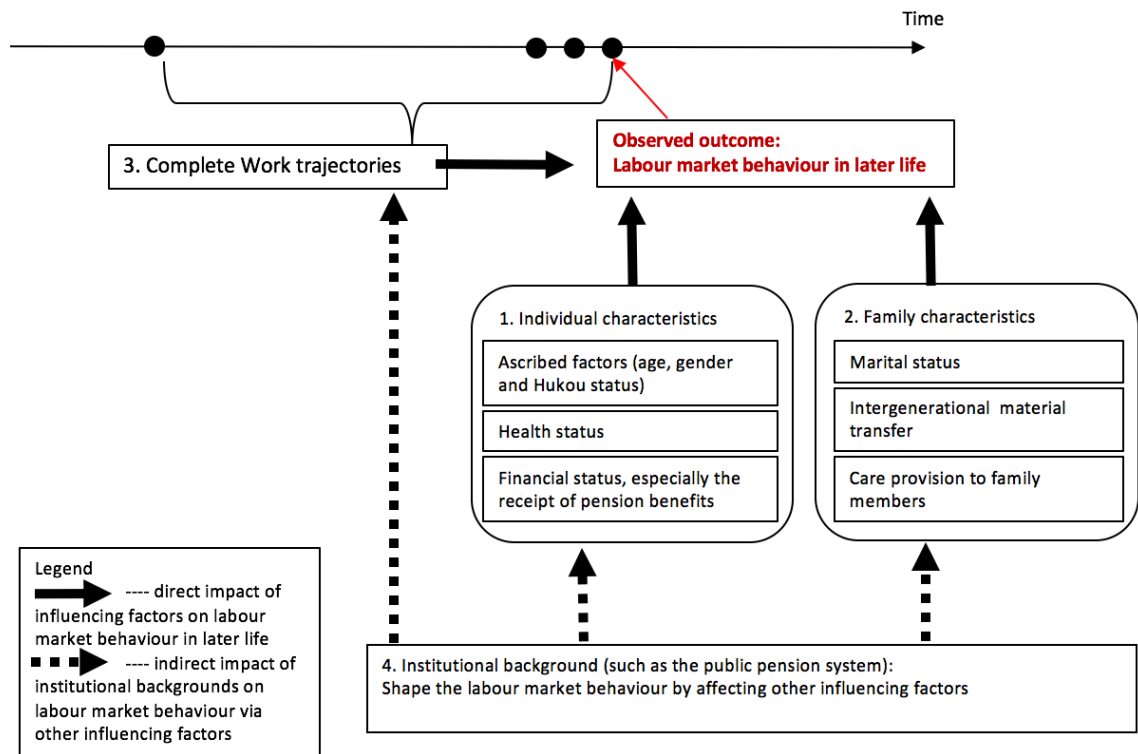 Time
Observed outcome:
Labour market behaviour in later life
3. Complete Work trajectories
1. Individual characteristics
Ascribed factors (age, gender
and Hukou status)
Health status
Financial status, especially the
receipt of pension benefits
2. Family characteristics
Marital status
Intergenerational material
transfer
Care provision to family
members
Legend
---- direct impact of
influencing factors on labour
market behaviour in later life
---- indirect impact of
institutional backgrounds on
labour market behaviour via
other influencing factors
4. Institutional background (such as the public pension system):
Shape the labour market behaviour by affecting other influencing factors